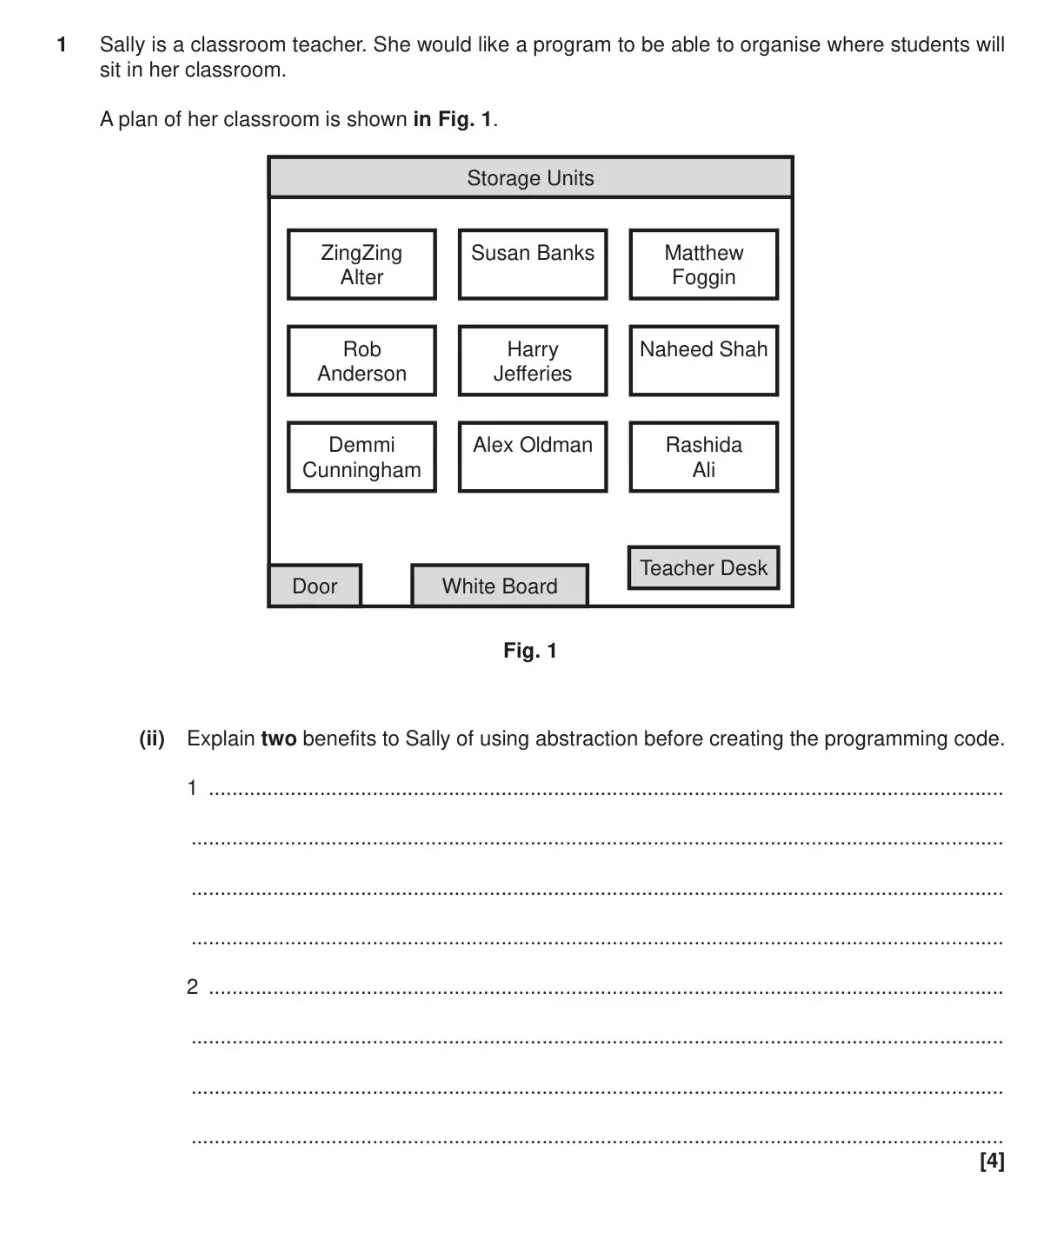 1 Sally is a classroom teacher. She would like a program to be able to organise where students will
sit in her classroom.
A plan of her classroom is shown in Fig. 1.
Storage Units
ZingZing
Alter
Susan Banks
Matthew
Foggin
Rob
Anderson
Harry
Jefferies
Naheed Shah
Demmi
Cunningham
Alex Oldman
Rashida
Ali
Door
White Board
Teacher Desk
Fig. 1
(ii) Explain two benefits to Sally of using abstraction before creating the programming code.
1
2
[4]